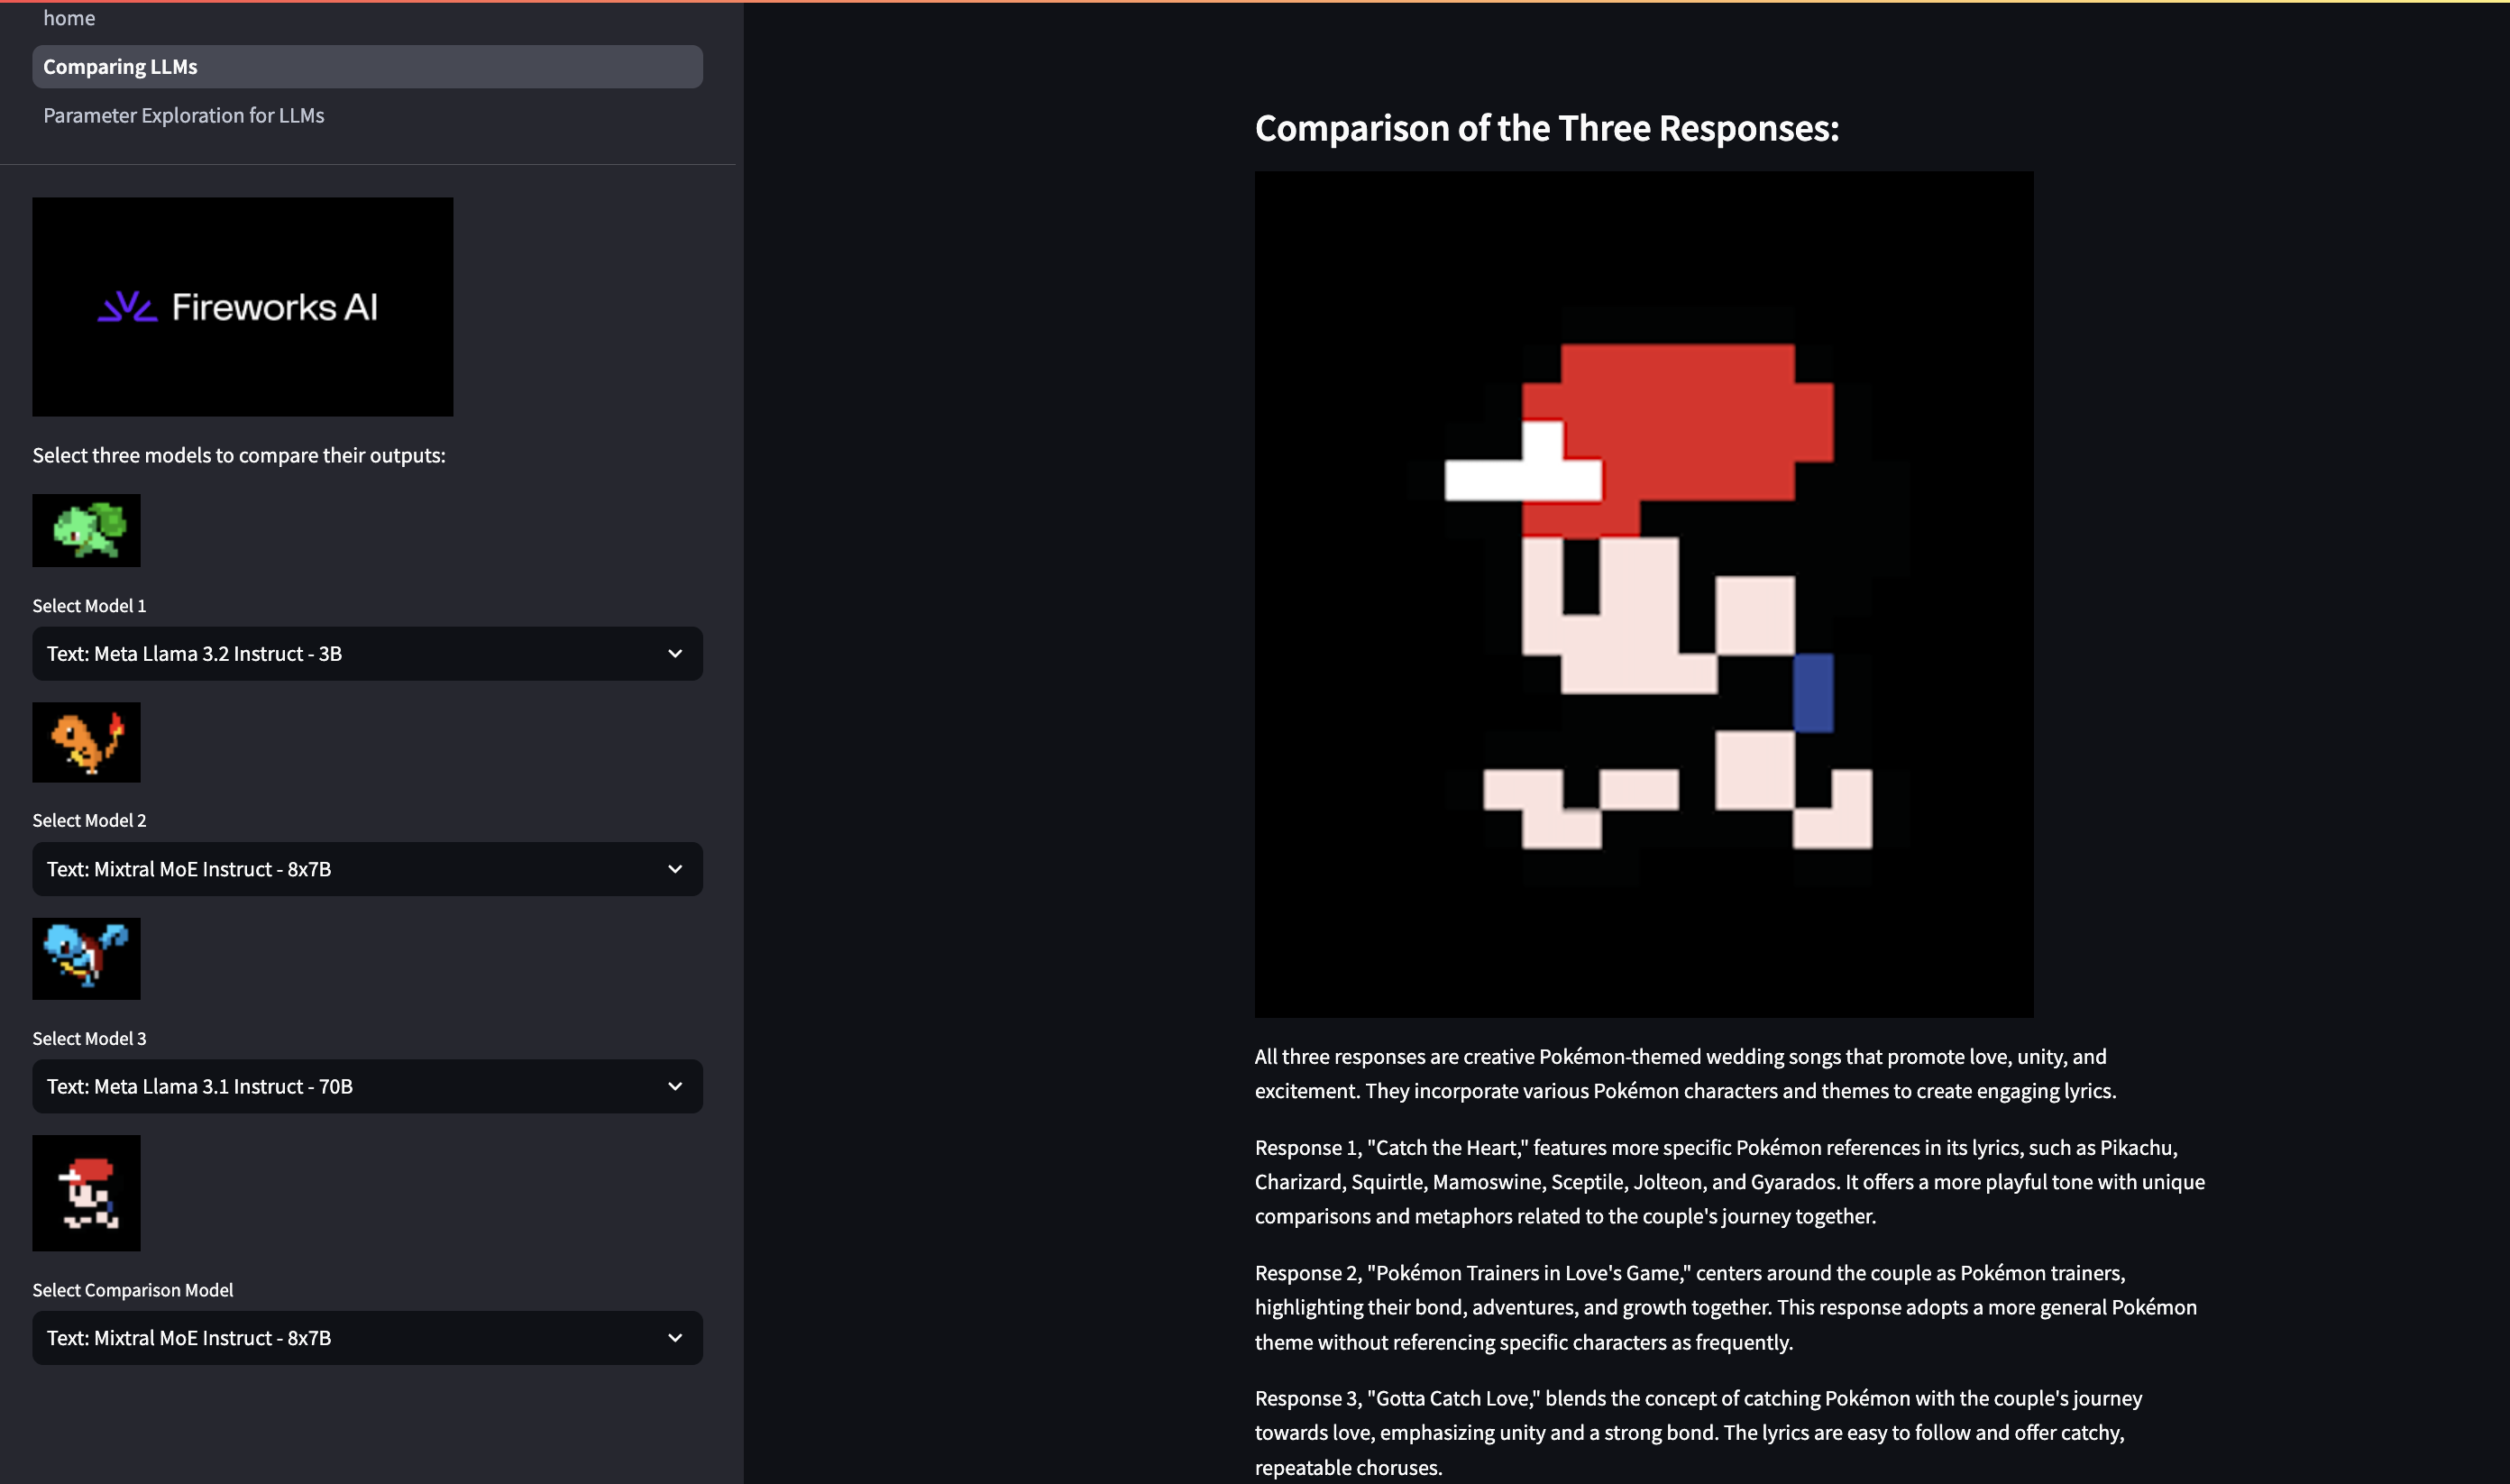 home
Comparing LLMs
Parameter Exploration for LLMs
Fireworks AI
Select three models to compare their outputs:
Select Model 1
Text: Meta Llama 3.2 Instruct - 3B
Select Model 2
Text: Mixtral MoE Instruct - 8x7B
Select Model 3
Text: Meta Llama 3.1 Instruct - 70B
Select Comparison Model
Text: Mixtral MoE Instruct - 8x7B
Comparison of the Three Responses:
All three responses are creative Pokémon-themed wedding songs that promote love, unity, and
excitement. They incorporate various Pokémon characters and themes to create engaging lyrics.
Response 1, "Catch the Heart," features more specific Pokémon references in its lyrics, such as Pikachu,
Charizard, Squirtle, Mamoswine, Sceptile, Jolteon, and Gyarados. It offers a more playful tone with unique
comparisons and metaphors related to the couple's journey together.
Response 2, "Pokémon Trainers in Love's Game," centers around the couple as Pokémon trainers,
highlighting their bond, adventures, and growth together. This response adopts a more general Pokémon
theme without referencing specific characters as frequently.
Response 3, "Gotta Catch Love," blends the concept of catching Pokémon with the couple's journey
towards love, emphasizing unity and a strong bond. The lyrics are easy to follow and offer catchy,
repeatable choruses.